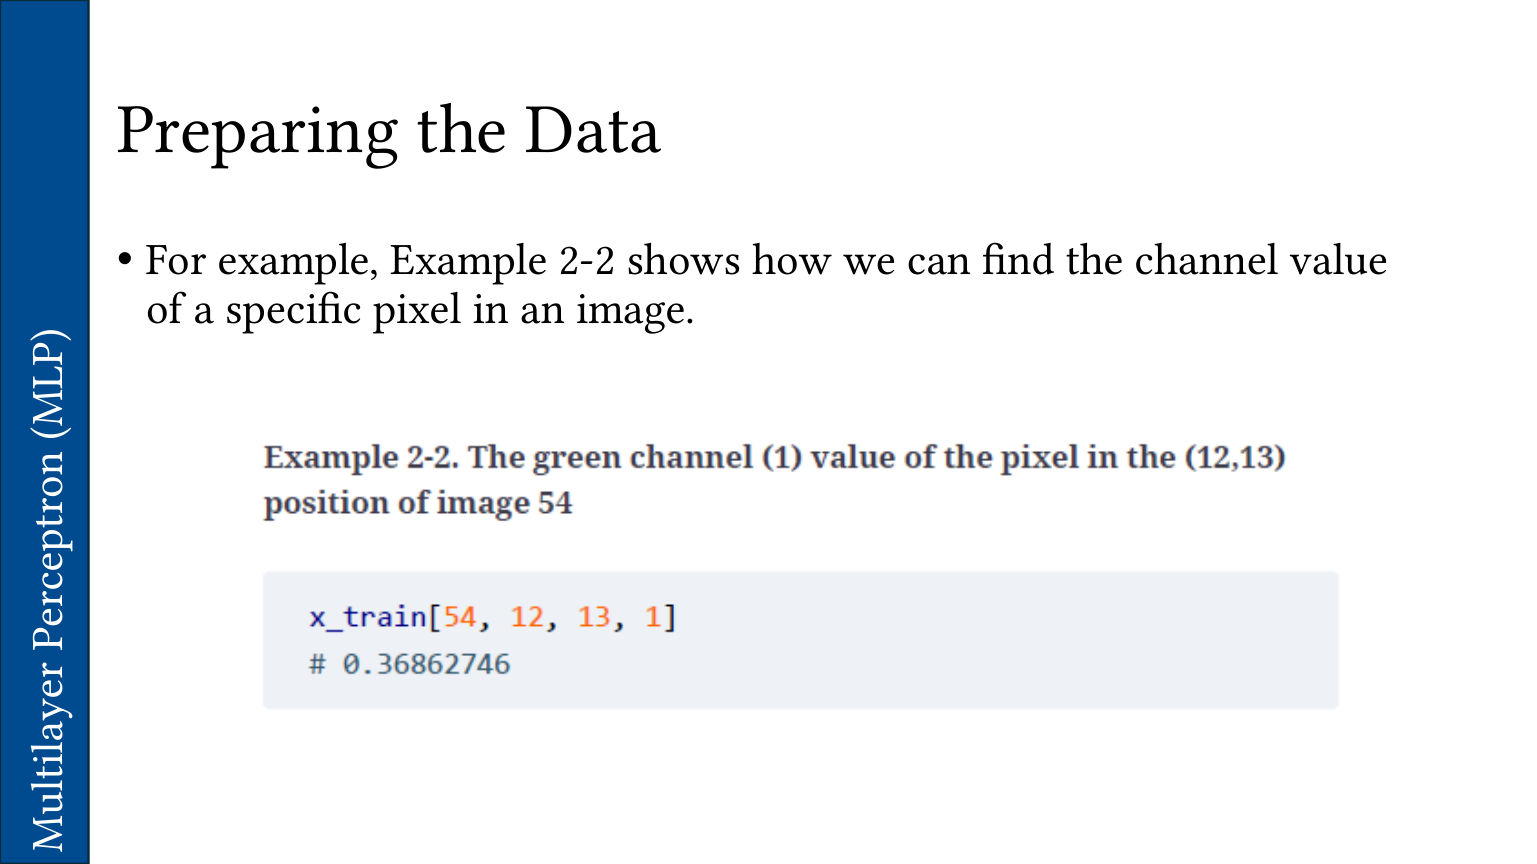 Multilayer Perceptron (MLP)
Preparing the Data
• For example, Example 2-2 shows how we can find the channel value
of a specific pixel in an image.
Example 2-2. The green channel (1) value of the pixel in the (12,13)
position of image 54
x_train[54, 12, 13, 1]
# 0.36862746